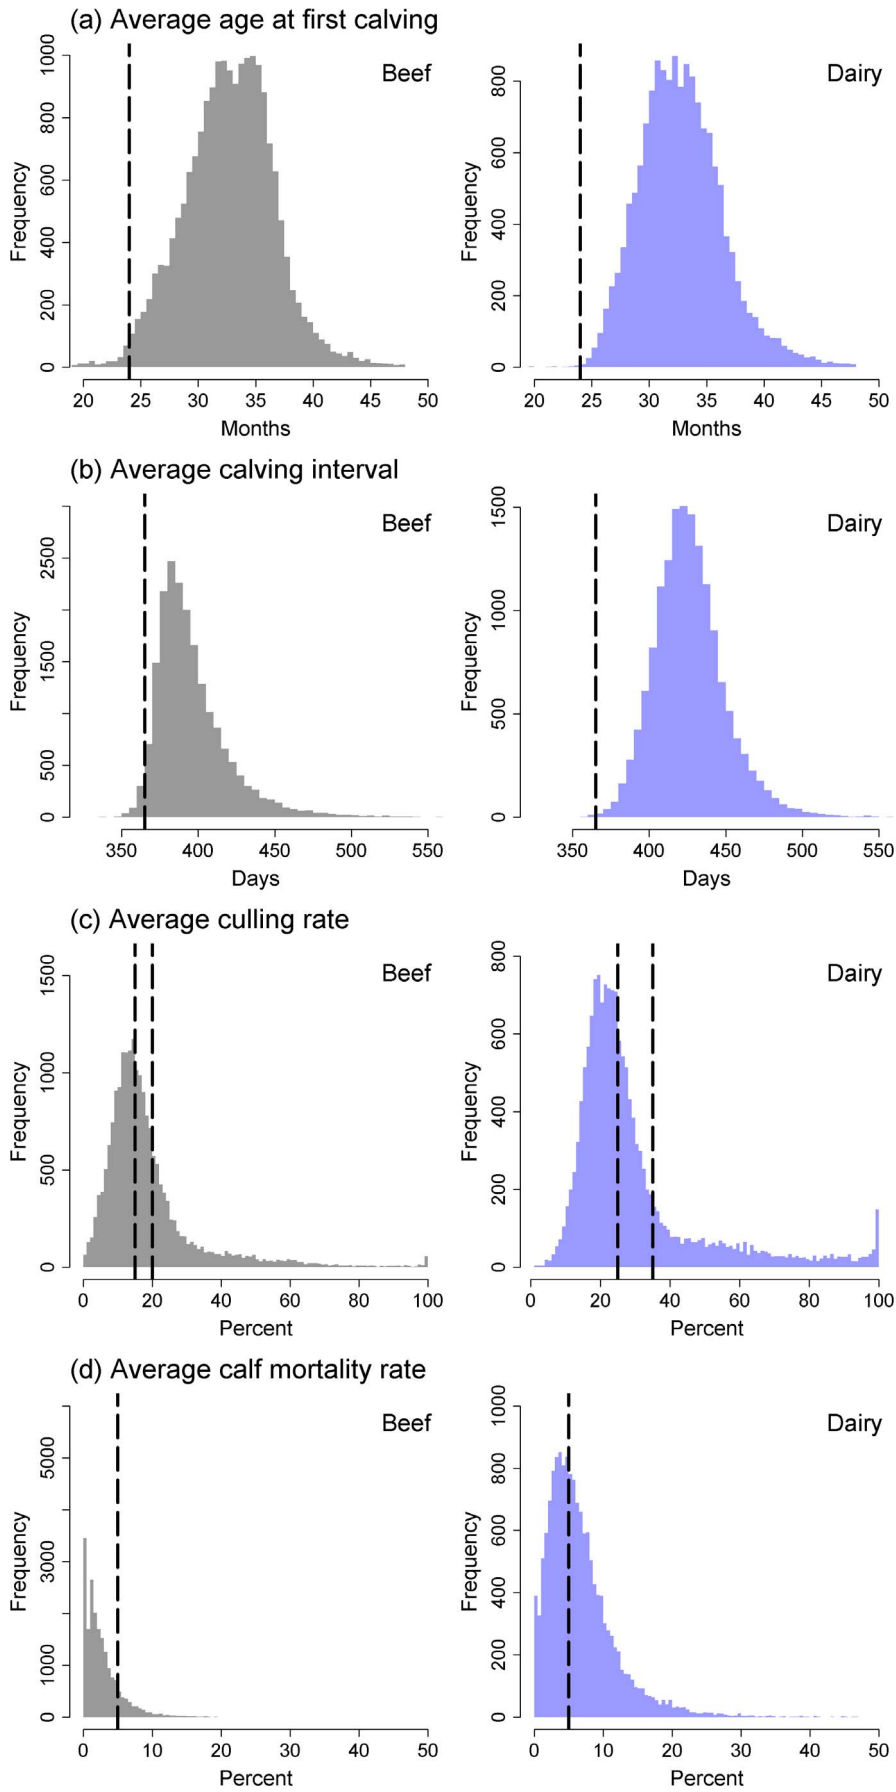 (a) Average age at first calving
Beef
Frequency
0 200 400 600 800 1000
20 25 30 35 40 45 50
Months
Dairy
Frequency
0 200 400 600 800
20 25 30 35 40 45 50
Months
(b) Average calving interval
Beef
Frequency
0 500 1500 2500
350 400 450 500 550
Days
Dairy
Frequency
0 500 1000 1500
350 400 450 500 550
Days
(c) Average culling rate
Beef
Frequency
0 500 1000 1500
0 20 40 60 80 100
Percent
Dairy
Frequency
0 200 400 600 800
0 20 40 60 80 100
Percent
(d) Average calf mortality rate
Beef
Frequency
0 1000 3000 5000
0 10 20 30 40 50
Percent
Dairy
Frequency
0 200 400 600 800 1000
0 10 20 30 40 50
Percent